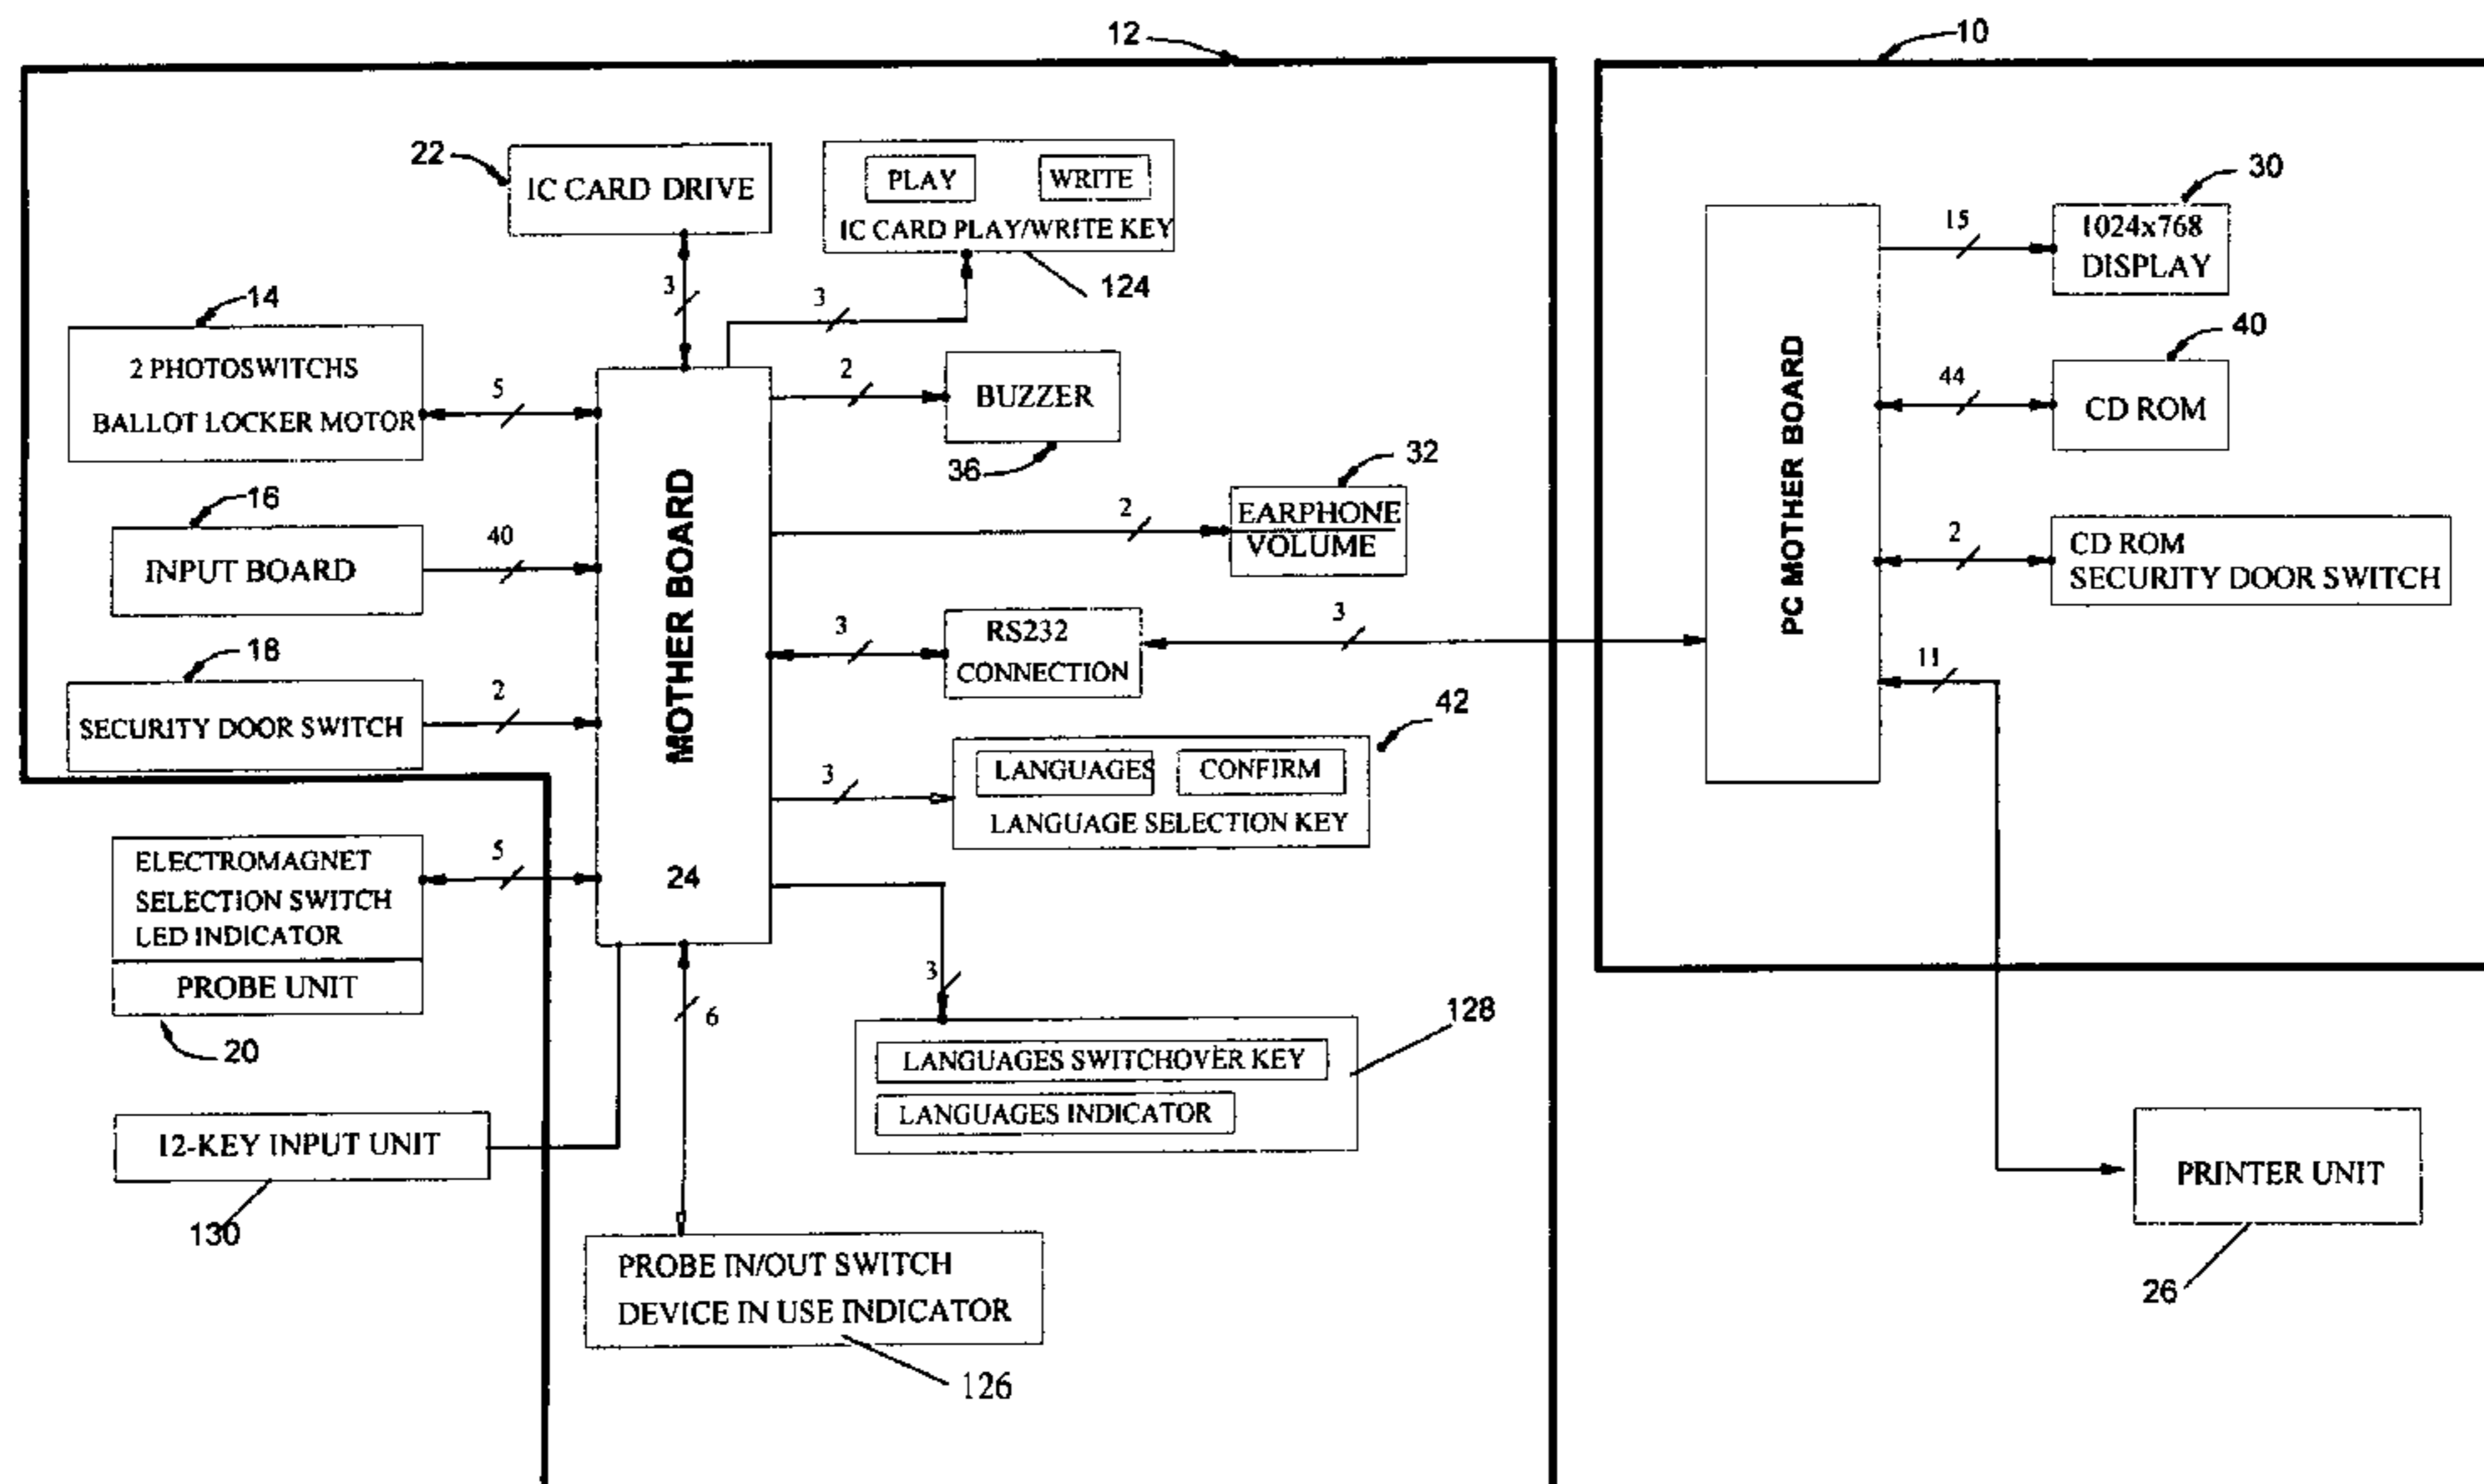 12
10
22
IC CARD DRIVE
PLAY
WRITE
IC CARD PLAY/WRITE KEY
124
3
3
14
2 PHOTOSWITCHS
BALLOT LOCKER MOTOR
5
16
INPUT BOARD
40
18
SECURITY DOOR SWITCH
2
ELECTROMAGNET
SELECTION SWITCH
LED INDICATOR
PROBE UNIT
5
20
12-KEY INPUT UNIT
130
MOTHER BOARD
24
2
BUZZER
36
2
EARPHONE
VOLUME
32
3
RS232
CONNECTION
3
42
3
LANGUAGES
CONFIRM
LANGUAGE SELECTION KEY
3
128
LANGUAGES SWITCHOVER KEY
LANGUAGES INDICATOR
6
PROBE IN/OUT SWITCH
DEVICE IN USE INDICATOR
126
PC MOTHER BOARD
15
30
1024x768
DISPLAY
40
44
CD ROM
2
CD ROM
SECURITY DOOR SWITCH
11
PRINTER UNIT
26